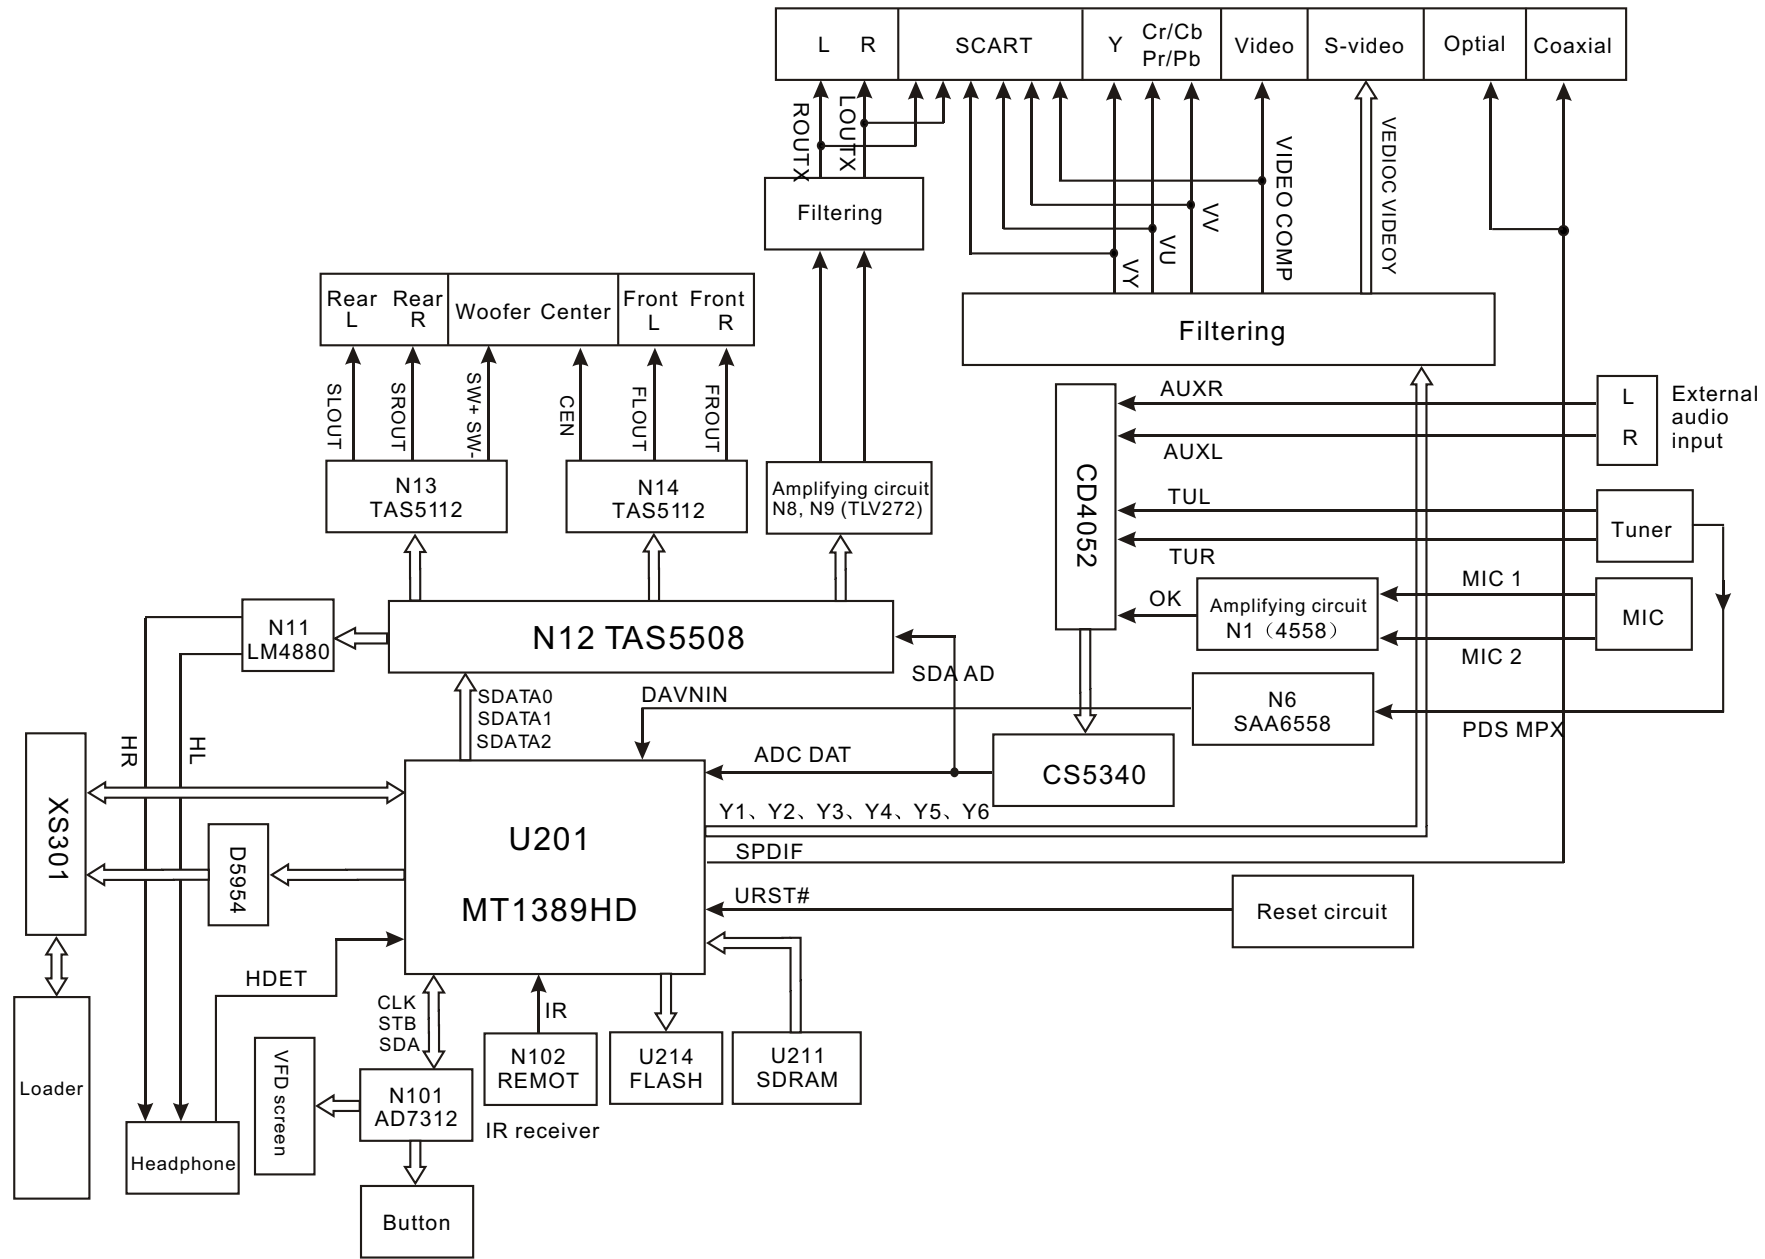 L R SCART Y Cr/Cb Video S-video Optial Coaxial
Pr/Pb
ROUTX
LOUTX
VEDIOC VIDEOY
VIDEO COMP
VV
VU
VY
Filtering
Filtering
Rear Rear Woofer Center Front Front
L R L R
SLOUT
SROUT
SW+ SW-
CEN
FLOUT
FROUT
AUXR
AUXL
L
R
External
audio
input
N13
TAS5112
N14
TAS5112
Amplifying circuit
N8, N9 (TLV272)
CD4052
TUL
TUR
Tuner
MIC 1
MIC 2
MIC
OK
Amplifying circuit
N1（4558）
N11
LM4880
N12 TAS5508
SDA AD
DAVNIN
N6
SAA6558
PDS MPX
SDATA0
SDATA1
SDATA2
HR
HL
ADC DAT
CS5340
XS301
D5954
U201
MT1389HD
Y1、Y2、Y3、Y4、Y5、Y6
SPDIF
URST#
Reset circuit
HDET
CLK
STB
SDA
IR
Loader
VFD screen
N101
AD7312
N102
REMOT
U214
FLASH
U211
SDRAM
IR receiver
Headphone
Button